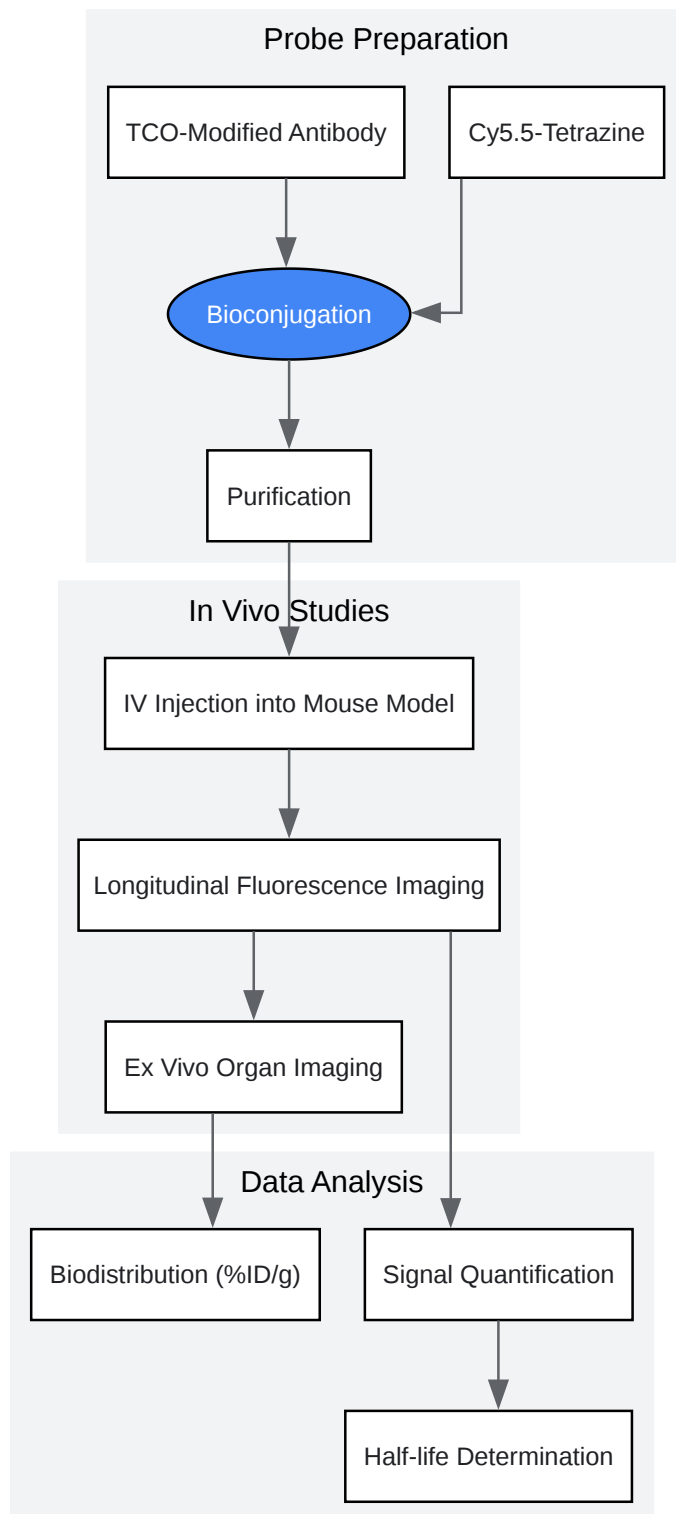 Probe Preparation
TCO-Modified Antibody
Cy5.5-Tetrazine
Bioconjugation
Purification
In Vivo Studies
IV Injection into Mouse Model
Longitudinal Fluorescence Imaging
Ex Vivo Organ Imaging
Data Analysis
Biodistribution (%ID/g)
Signal Quantification
Half-life Determination